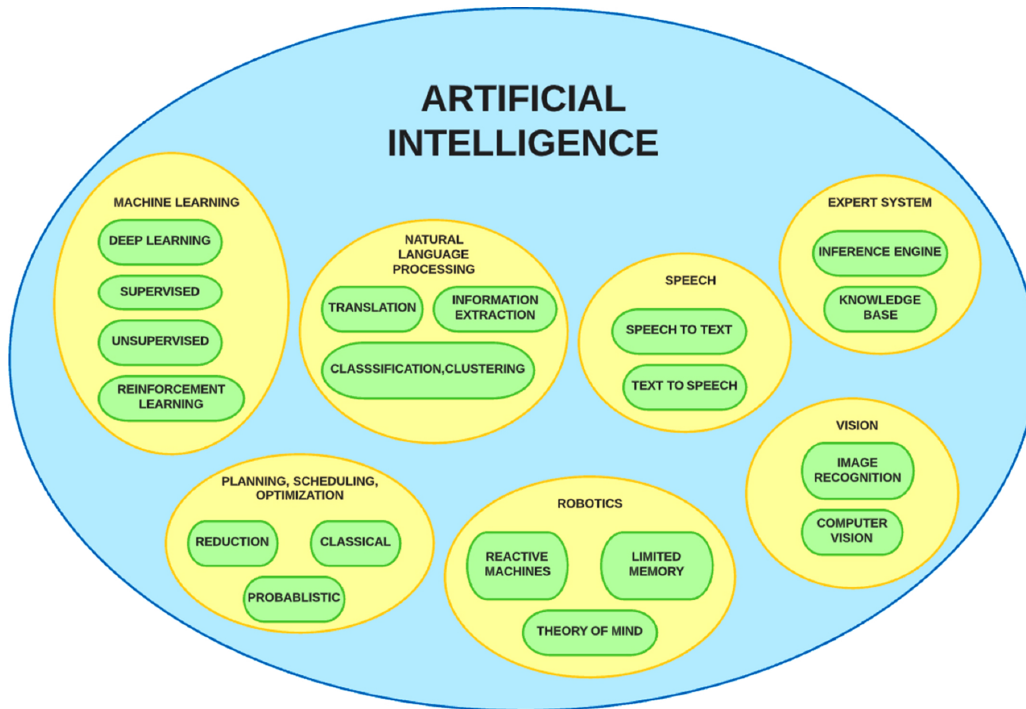 ARTIFICIAL
INTELLIGENCE
MACHINE LEARNING
DEEP LEARNING
SUPERVISED
UNSUPERVISED
REINFORCEMENT
LEARNING
NATURAL
LANGUAGE
PROCESSING
TRANSLATION
INFORMATION
EXTRACTION
CLASSSIFICATION,CLUSTERING
SPEECH
SPEECH TO TEXT
TEXT TO SPEECH
EXPERT SYSTEM
INFERENCE ENGINE
KNOWLEDGE
BASE
PLANNING, SCHEDULING,
OPTIMIZATION
REDUCTION
CLASSICAL
PROBABLISTIC
ROBOTICS
REACTIVE
MACHINES
LIMITED
MEMORY
THEORY OF MIND
VISION
IMAGE
RECOGNITION
COMPUTER
VISION